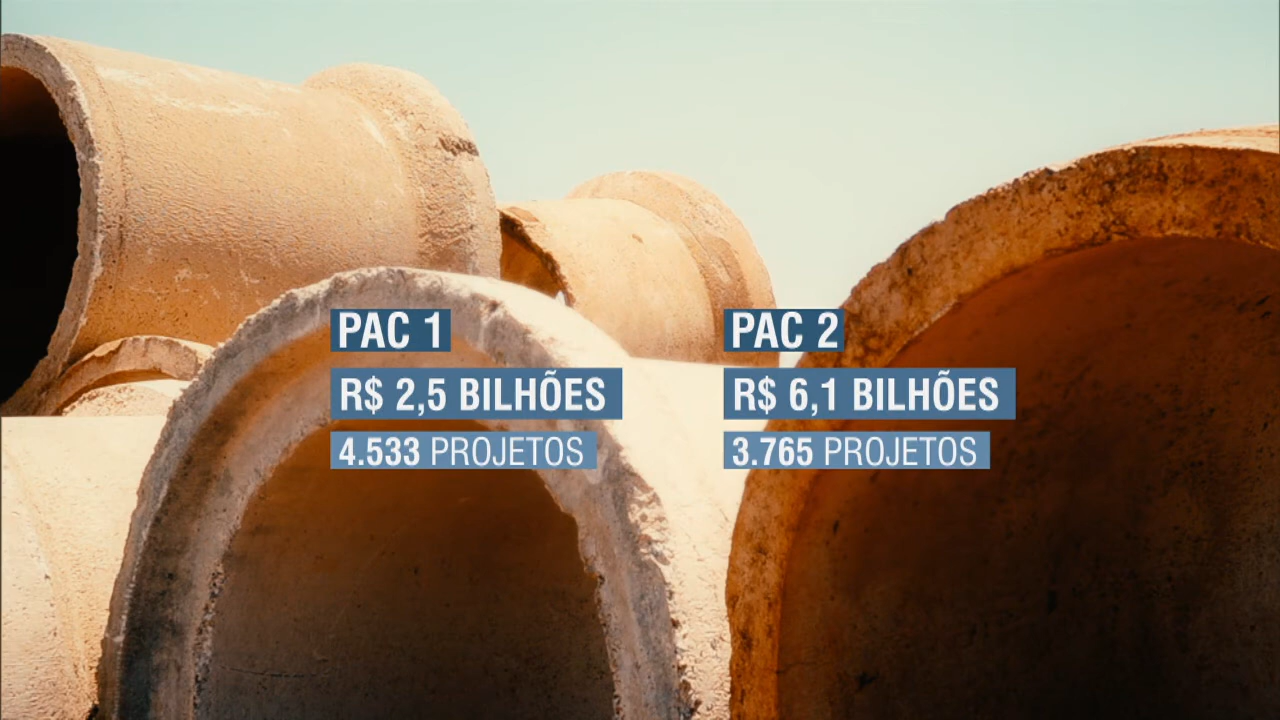 PAC 1
R$ 2,5 BILHÕES
4.533 PROJETOS
PAC 2
R$ 6,1 BILHÕES
3.765 PROJETOS